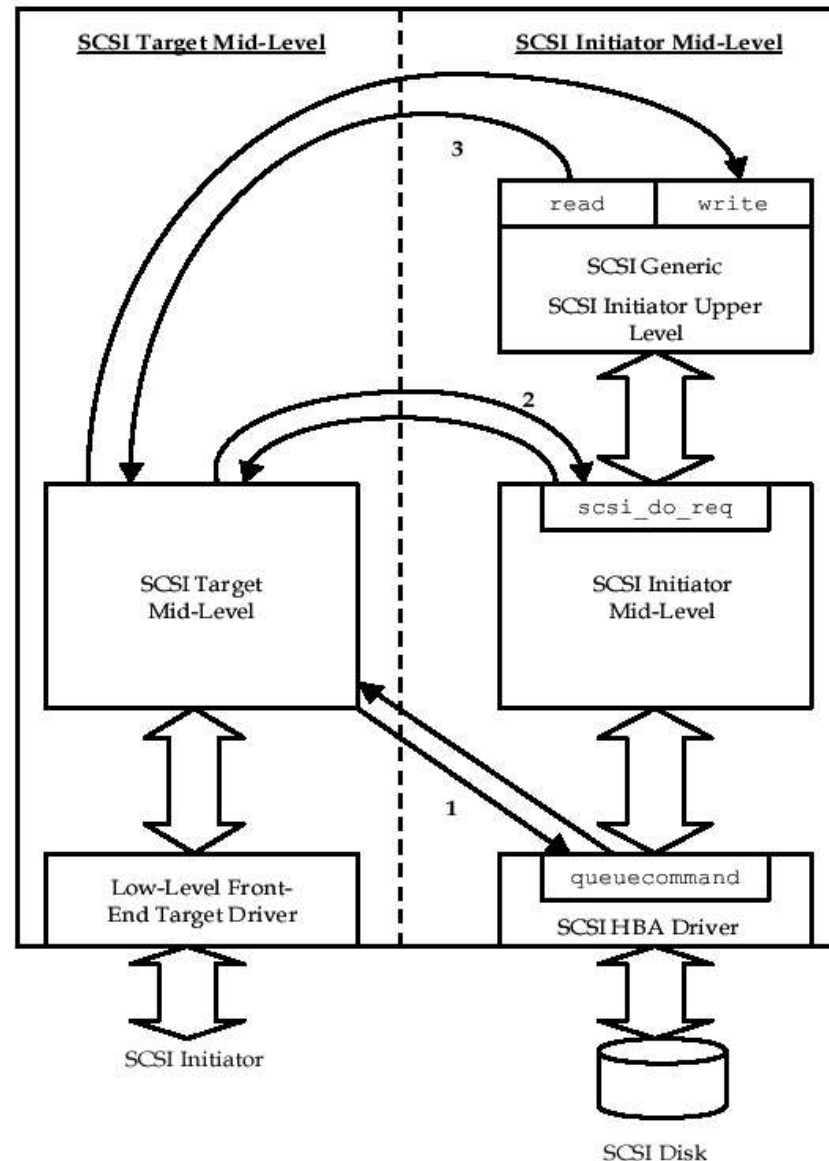 SCSI Target Mid-Level
SCSI Initiator Mid-Level
3
read
write
SCSI Generic
SCSI Initiator Upper
Level
2
scsi_do_req
SCSI Target
Mid-Level
SCSI Initiator
Mid-Level
1
queuecommand
Low-Level Front-
End Target Driver
SCSI HBA Driver
SCSI Initiator
SCSI Disk